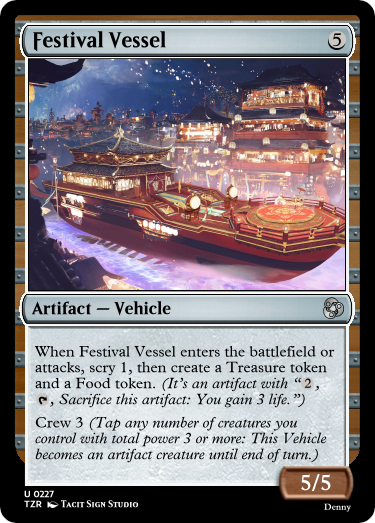 Festival Vessel 5
Artifact — Vehicle
When Festival Vessel enters the battlefield or
attacks, scry 1, then create a Treasure token
and a Food token. (It's an artifact with “2,
, Sacrifice this artifact: You gain 3 life.”)
Crew 3 (Tap any number of creatures you
control with total power 3 or more: This Vehicle
becomes an artifact creature until end of turn.)
5/5
U 0227
TZR Tacit Sign Studio
Denny